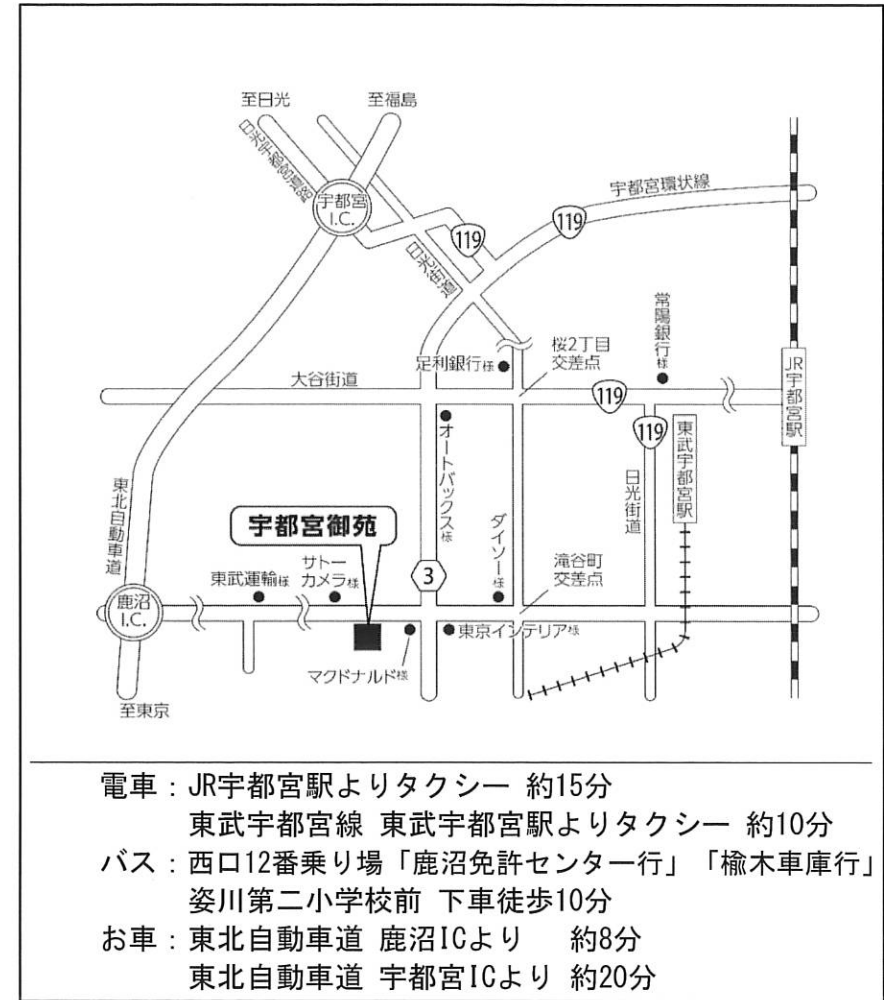 至日光
至福島
日光宇都宮道路
宇都宮
I.C.
119
119
宇都宮環状線
日光街道
足利銀行様
桜2丁目
交差点
常陽銀行様
大谷街道
119
119
JR宇都宮駅
オートバックス様
東武宇都宮駅
日光街道
東北自動車道
宇都宮御苑
ダイソー様
滝谷町
交差点
東武運輸様
サトー
カメラ様
3
鹿沼
I.C.
東京インテリア様
マクドナルド様
至東京
電車:JR宇都宮駅よりタクシー 約15分
東武宇都宮線 東武宇都宮駅よりタクシー 約10分
バス:西口12番乗り場「鹿沼免許センター行」「楡木車庫行」
姿川第二小学校前 下車徒歩10分
お車:東北自動車道 鹿沼ICより 約8分
東北自動車道 宇都宮ICより 約20分